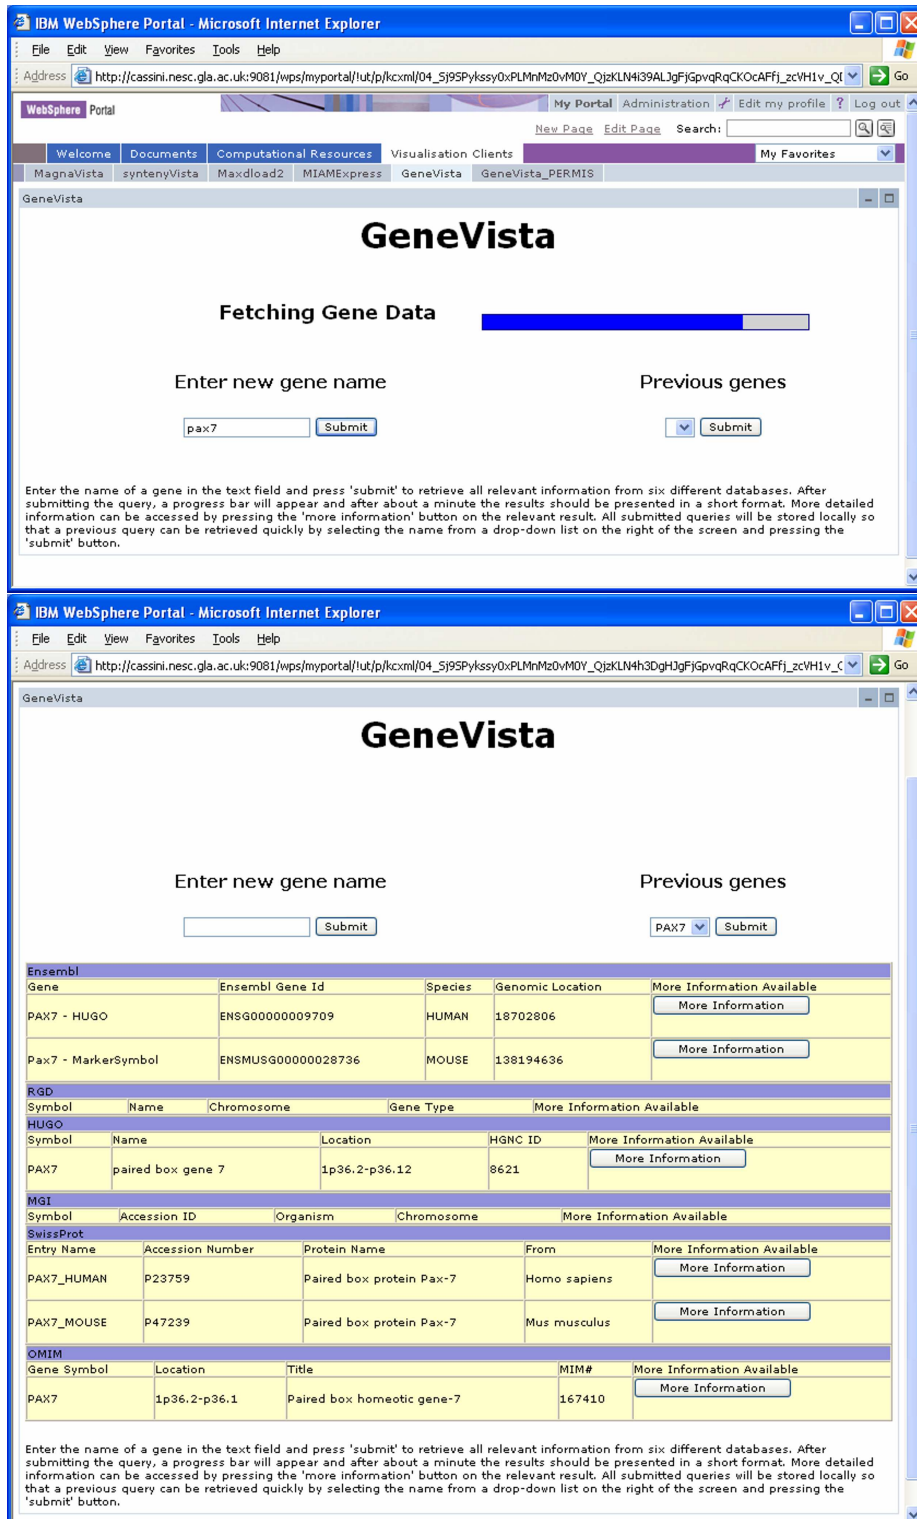 IBM WebSphere Portal - Microsoft Internet Explorer
File Edit View Favorites Tools Help
Address http://cassini.nesc.gla.ac.uk:9081/wps/myportal/!ut/p/kcxml/
Go
WebSphere Portal
My Portal Administration Edit my profile ? Log out
New Page Edit Page Search:
Welcome Documents Computational Resources Visualisation Clients My Favorites
MagnaVista syntenyVista Maxdload2 MIAMExpress GeneVista GeneVista_PERMIS
GeneVista
GeneVista
Fetching Gene Data
Enter new gene name Previous genes
pax7 Submit Submit
Enter the name of a gene in the text field and press 'submit' to retrieve all relevant information from six different databases. After
submitting the query, a progress bar will appear and after about a minute the results should be presented in a short format. More detailed
information can be accessed by pressing the 'more information' button on the relevant result. All submitted queries will be stored locally so
that a previous query can be retrieved quickly by selecting the name from a drop-down list on the right of the screen and pressing the
'submit' button.
IBM WebSphere Portal - Microsoft Internet Explorer
File Edit View Favorites Tools Help
Address http://cassini.nesc.gla.ac.uk:9081/wps/myportal/!ut/p/kcxml/
Go
GeneVista
GeneVista
Enter new gene name Previous genes
Submit PAX7 Submit
Ensembl
Gene Ensembl Gene Id Species Genomic Location More Information Available
PAX7 - HUGO ENSG00000009709 HUMAN 18702806 More Information
Pax7 - MarkerSymbol ENSMUSG00000028736 MOUSE 138194636 More Information
RGD
Symbol Name Chromosome Gene Type More Information Available
HUGO
Symbol Name Location HGNC ID More Information Available
PAX7 paired box gene 7 1p36.2-p36.12 8621 More Information
MGI
Symbol Accession ID Organism Chromosome More Information Available
SwissProt
Entry Name Accession Number Protein Name From More Information Available
PAX7_HUMAN P23759 Paired box protein Pax-7 Homo sapiens More Information
PAX7_MOUSE P47239 Paired box protein Pax-7 Mus musculus More Information
OMIM
Gene Symbol Location Title MIM# More Information Available
PAX7 1p36.2-p36.1 Paired box homeotic gene-7 167410 More Information
Enter the name of a gene in the text field and press 'submit' to retrieve all relevant information from six different databases. After
submitting the query, a progress bar will appear and after about a minute the results should be presented in a short format. More detailed
information can be accessed by pressing the 'more information' button on the relevant result. All submitted queries will be stored locally so
that a previous query can be retrieved quickly by selecting the name from a drop-down list on the right of the screen and pressing the
'submit' button.